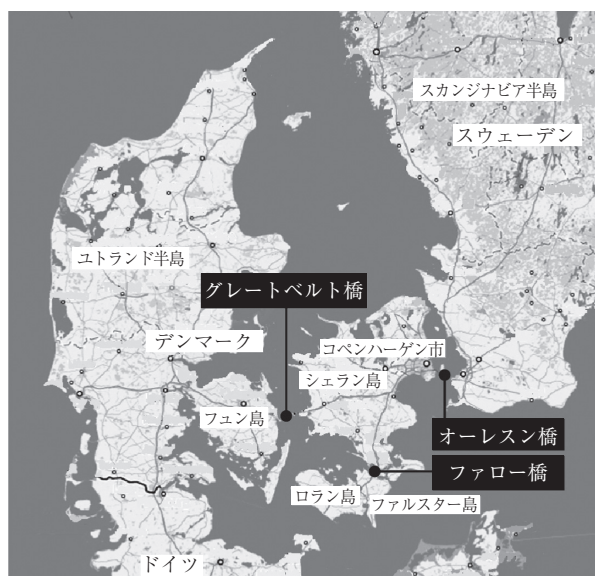 スカンジナビア半島
スウェーデン
ユトランド半島
グレートベルト橋
デンマーク
コペンハーゲン市
シェラン島
フュン島
オーレスン橋
ファロー橋
ロラン島
ファルスター島
ドイツ